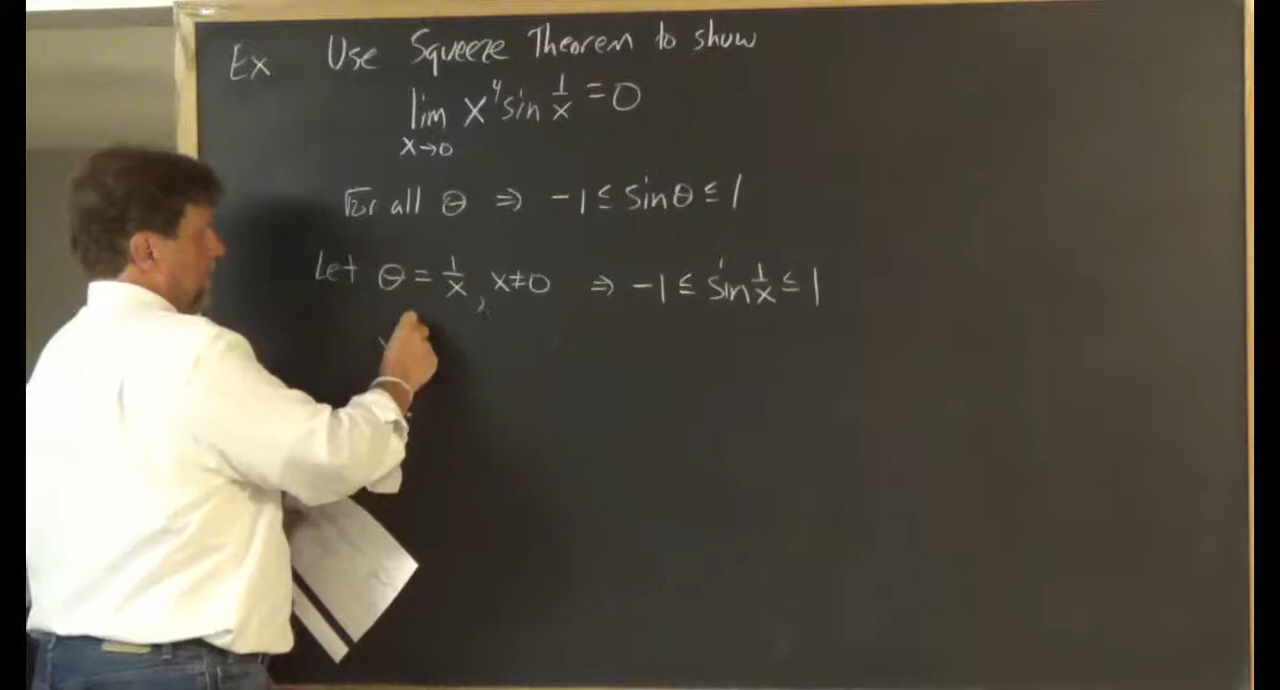 Ex Use Squeeze Theorem to show
lim x→0 x⁴ sin 1/x = 0
For all θ ⇒ -1 ≤ sin θ ≤ 1
Let θ = 1/x, x ≠ 0 ⇒ -1 ≤ sin 1/x ≤ 1